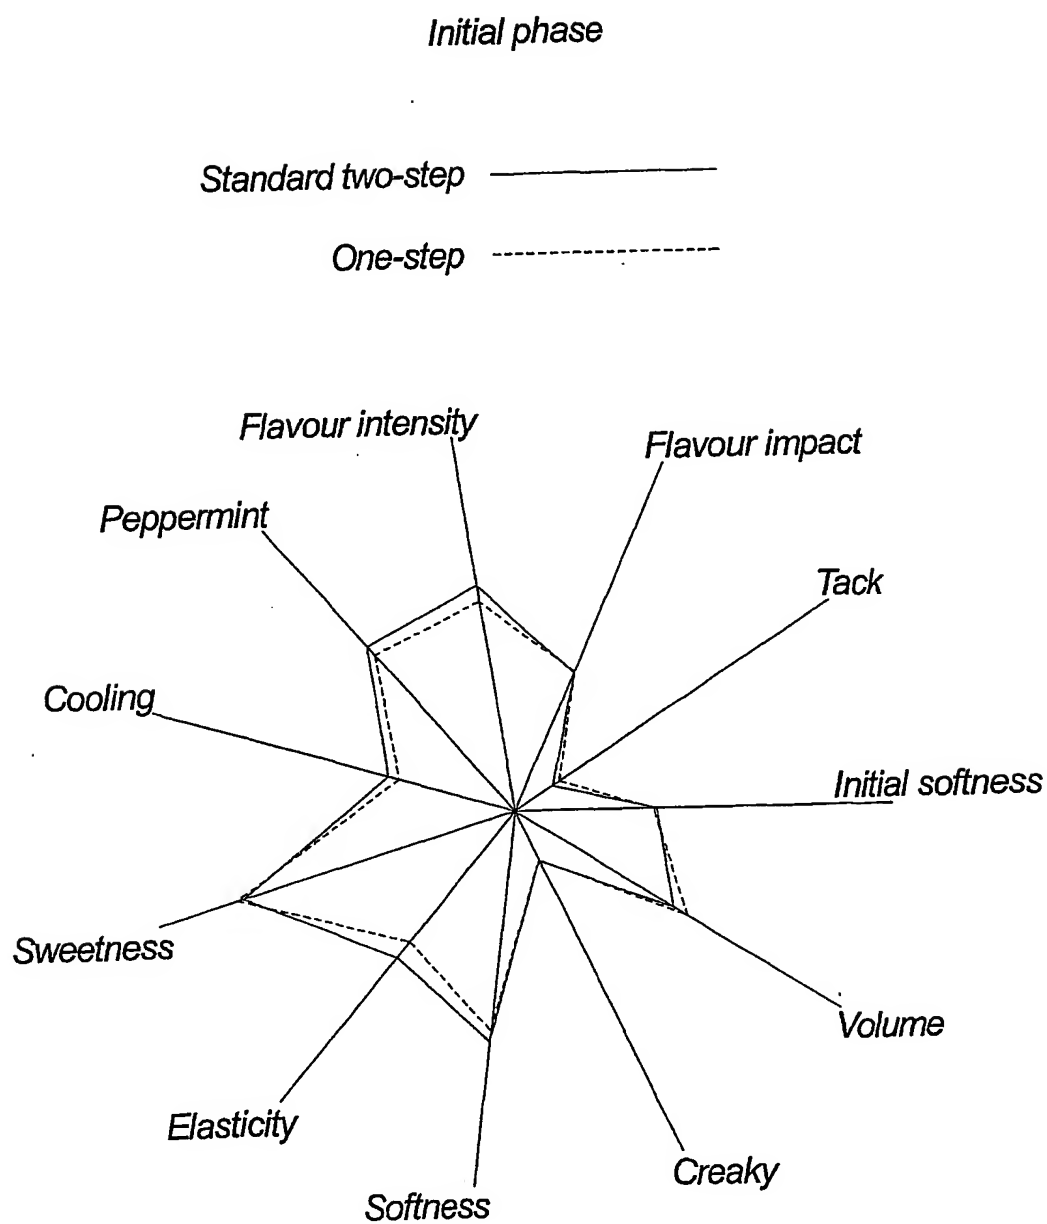 Initial phase
Standard two-step
One-step
Flavour intensity
Flavour impact
Peppermint
Tack
Cooling
Initial softness
Sweetness
Volume
Elasticity
Creaky
Softness